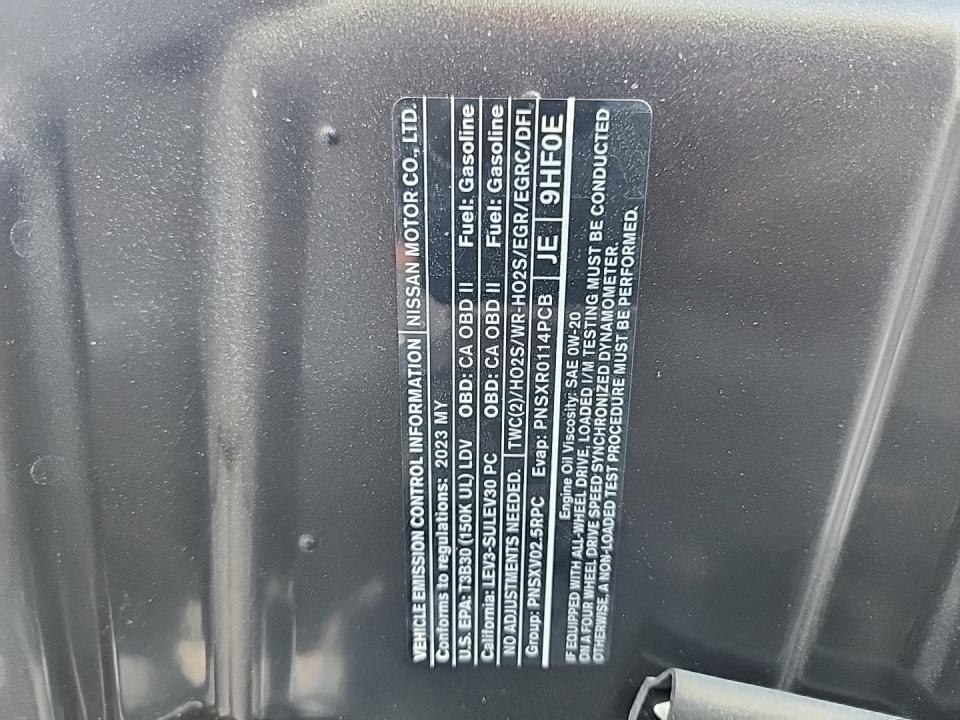 VEHICLE EMISSION CONTROL INFORMATION NISSAN MOTOR CO., LTD.
Conforms to regulations: 2023 MY
U.S. EPA: T3B30 (150K UL) LDV OBD: CA OBD II Fuel: Gasoline
California: LEV3-SULEV30 PC OBD: CA OBD II Fuel: Gasoline
NO ADJUSTMENTS NEEDED. TWC(2)/HO2S/WR-HO2S/EGR/EGRC/DFI
Group: PNSXV02.5RPC Evap: PNSXR0114PCB JE 9HF0E
Engine Oil Viscosity: SAE 0W-20
IF EQUIPPED WITH ALL-WHEEL DRIVE, LOADED I/M TESTING MUST BE CONDUCTED
ON A FOUR WHEEL DRIVE SPEED SYNCHRONIZED DYNAMOMETER.
OTHERWISE, A NON-LOADED TEST PROCEDURE MUST BE PERFORMED.